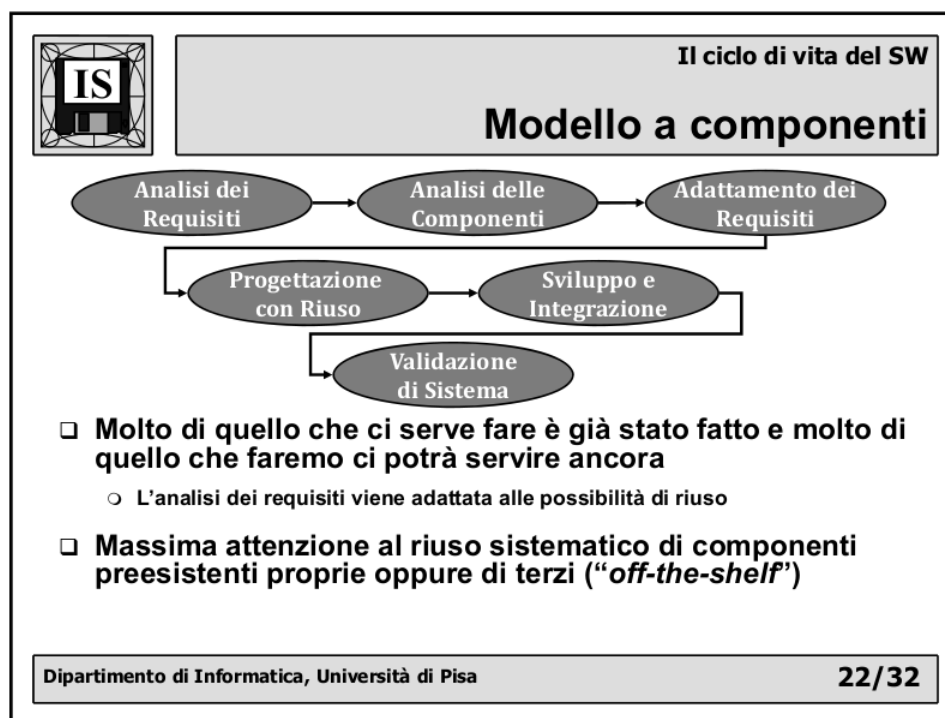 IS
Il ciclo di vita del SW
Modello a componenti
Analisi dei
Requisiti
Analisi delle
Componenti
Adattamento dei
Requisiti
Progettazione
con Riuso
Sviluppo e
Integrazione
Validazione
di Sistema
❑ Molto di quello che ci serve fare è già stato fatto e molto di
quello che faremo ci potrà servire ancora
❍ L'analisi dei requisiti viene adattata alle possibilità di riuso
❑ Massima attenzione al riuso sistematico di componenti
preesistenti proprie oppure di terzi (“off-the-shelf”)
Dipartimento di Informatica, Università di Pisa
22/32